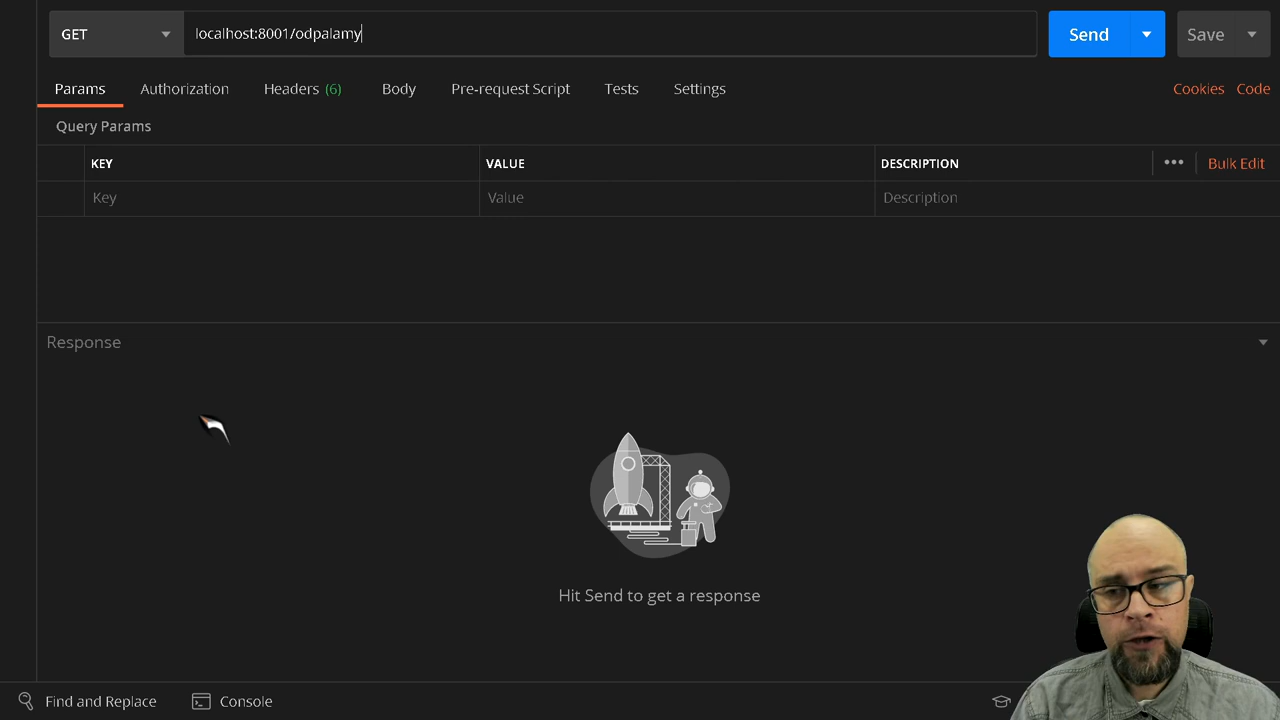 GET localhost:8001/odpalamy Send Save
Params Authorization Headers (6) Body Pre-request Script Tests Settings Cookies Code
Query Params
KEY VALUE DESCRIPTION ••• Bulk Edit
Key Value Description
Response
Hit Send to get a response
Find and Replace Console